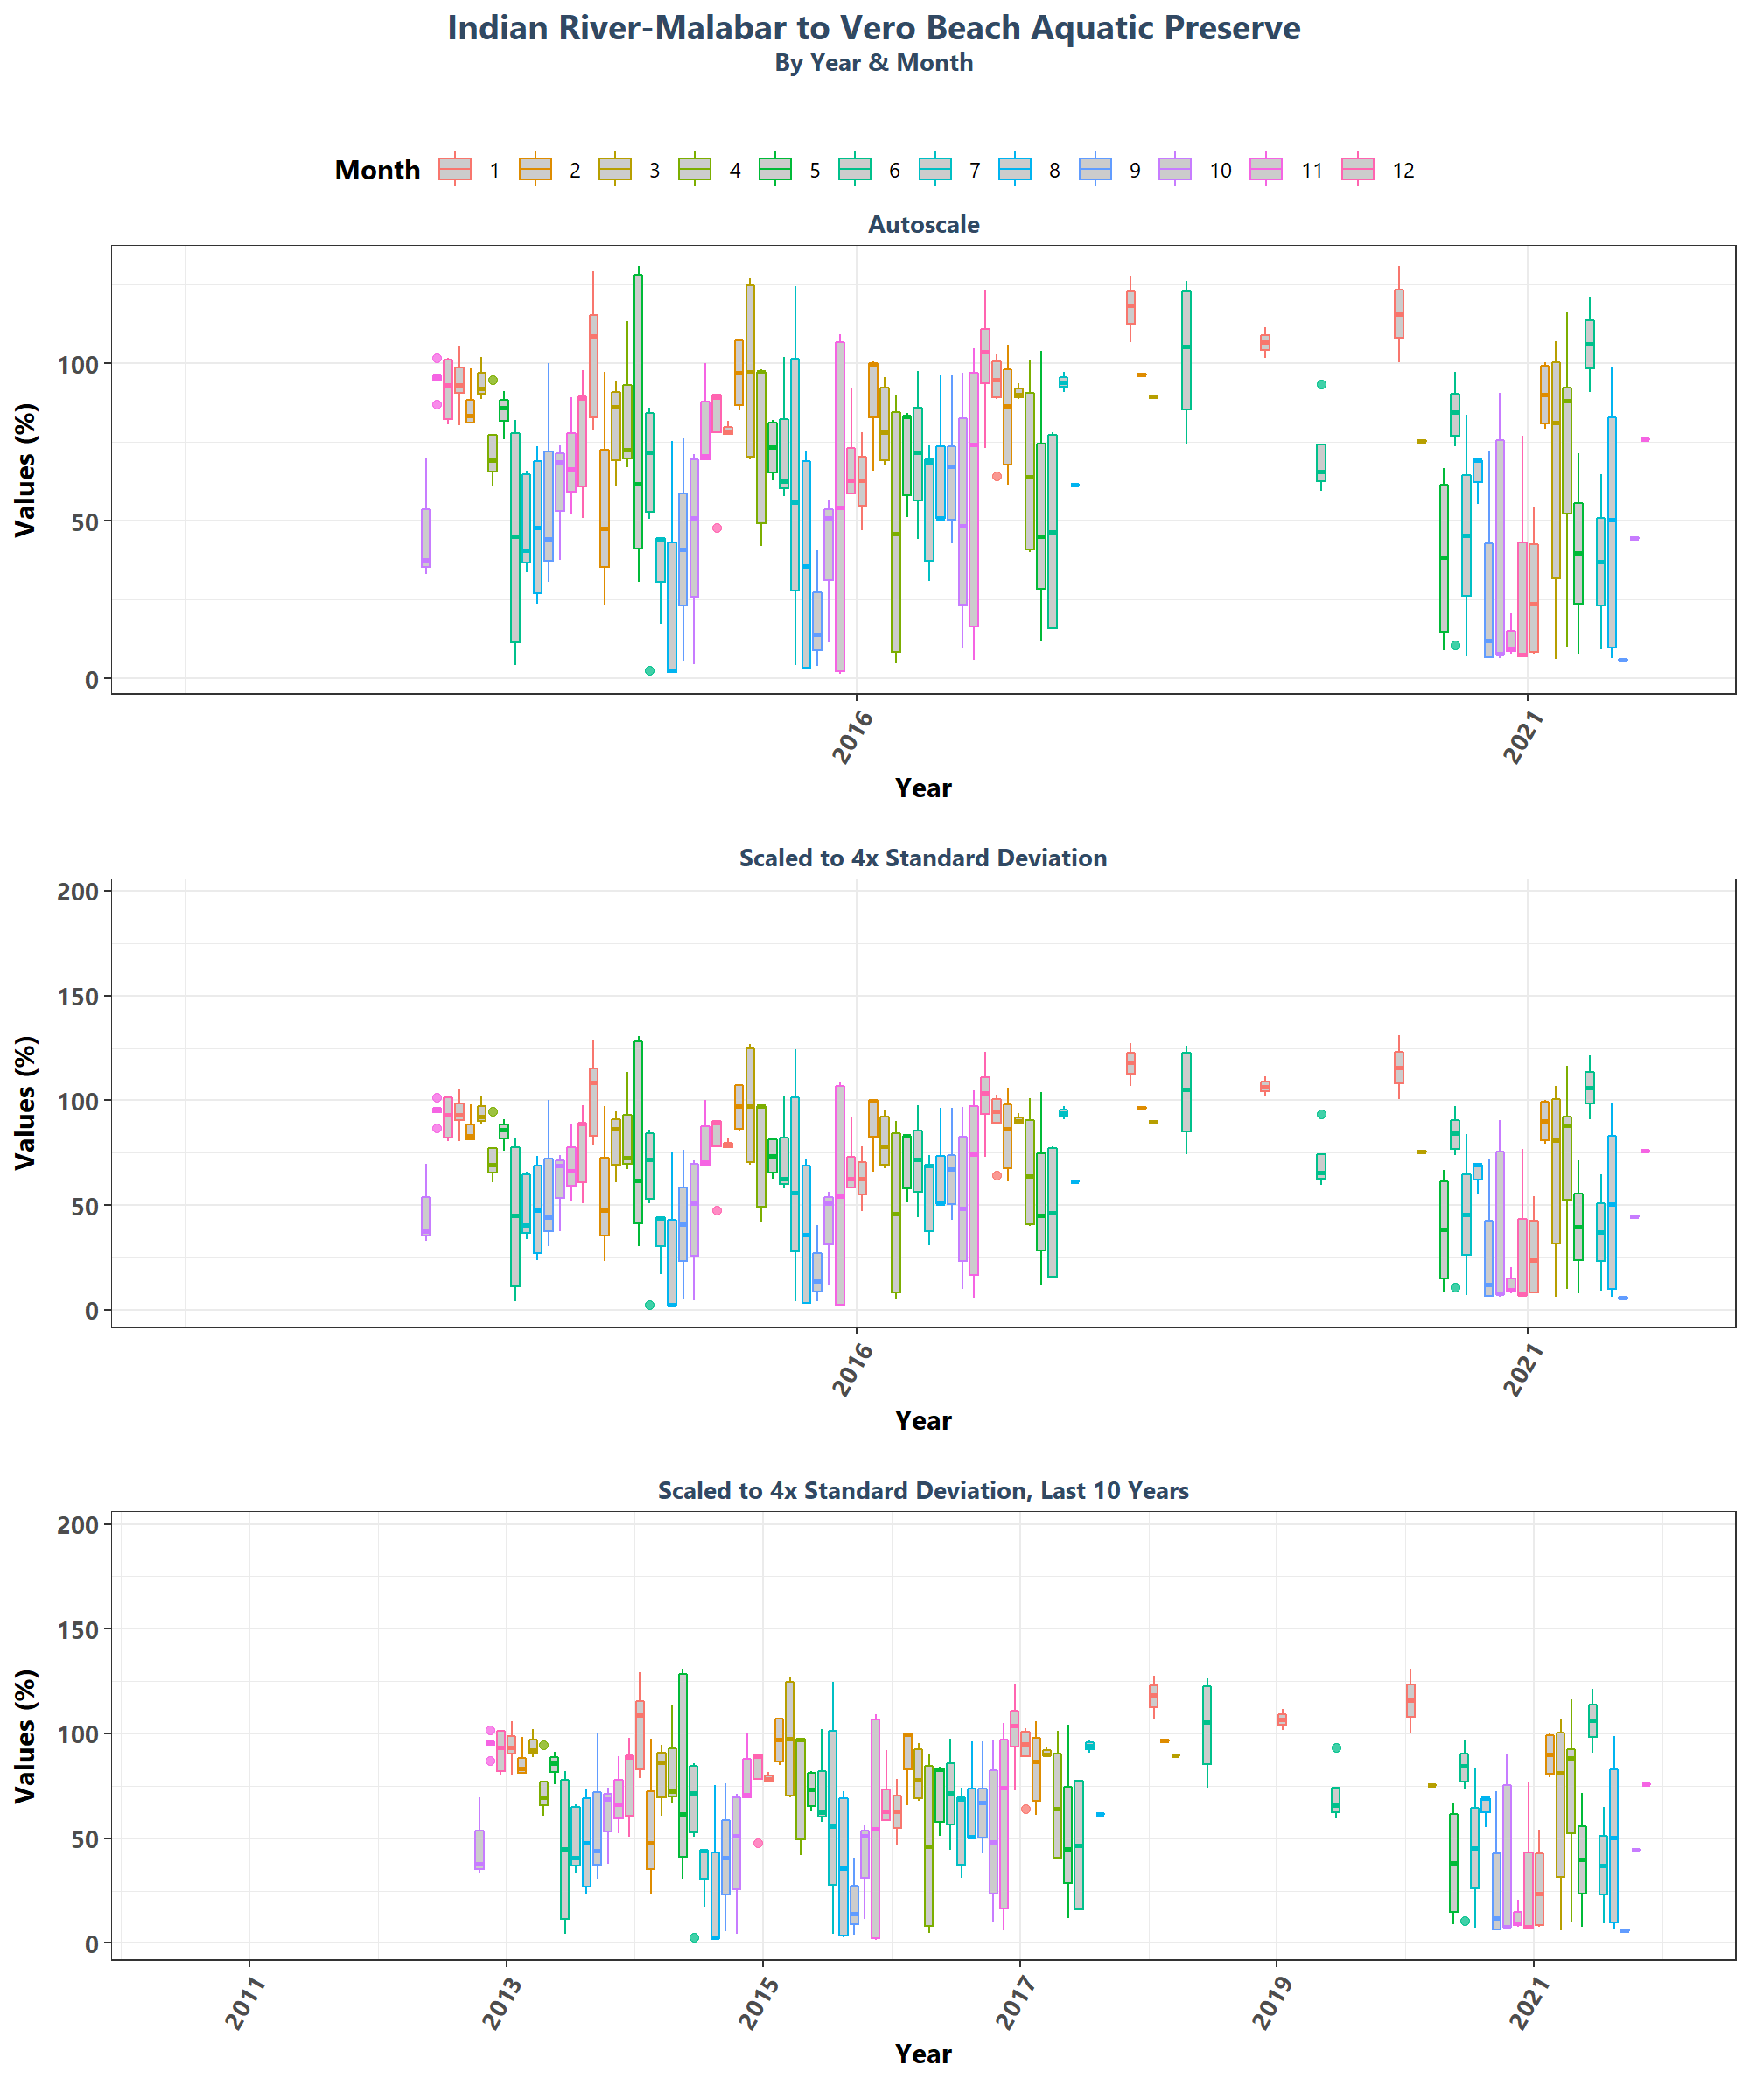 Indian River-Malabar to Vero Beach Aquatic Preserve
By Year & Month
Month 1 2 3 4 5 6 7 8 9 10 11 12
Autoscale
Values (%)
100
50
0
2016 2021
Year
Scaled to 4x Standard Deviation
Values (%)
200
150
100
50
0
2016 2021
Year
Scaled to 4x Standard Deviation, Last 10 Years
Values (%)
200
150
100
50
0
2011 2013 2015 2017 2019 2021
Year